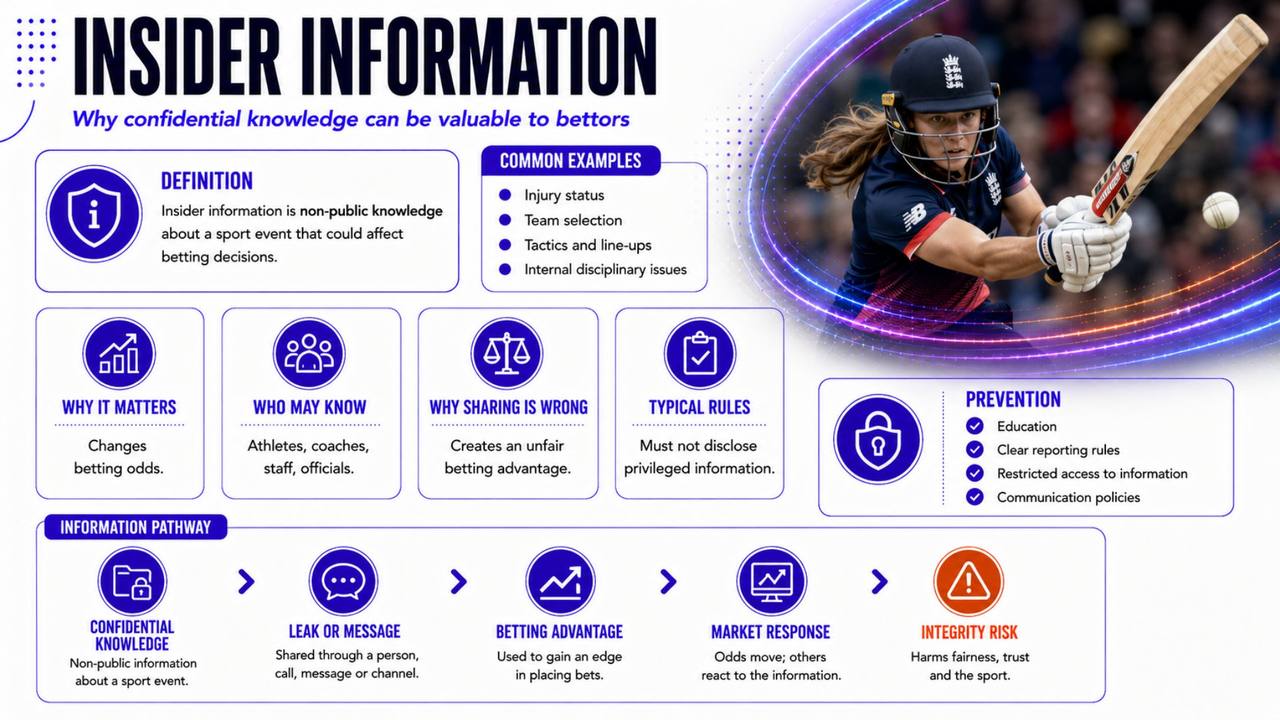 INSIDER INFORMATION
Why confidential knowledge can be valuable to bettors
DEFINITION
Insider information is non-public knowledge
about a sport event that could affect
betting decisions.
COMMON EXAMPLES
Injury status
Team selection
Tactics and line-ups
Internal disciplinary issues
WHY IT MATTERS
Changes
betting odds.
WHO MAY KNOW
Athletes, coaches,
staff, officials.
WHY SHARING IS WRONG
Creates an unfair
betting advantage.
TYPICAL RULES
Must not disclose
privileged information.
PREVENTION
Education
Clear reporting rules
Restricted access to information
Communication policies
INFORMATION PATHWAY
CONFIDENTIAL
KNOWLEDGE
Non-public information
about a sport event.
LEAK OR MESSAGE
Shared through a person,
call, message or channel.
BETTING ADVANTAGE
Used to gain an edge
in placing bets.
MARKET RESPONSE
Odds move; others
react to the information.
INTEGRITY RISK
Harms fairness, trust
and the sport.
NB